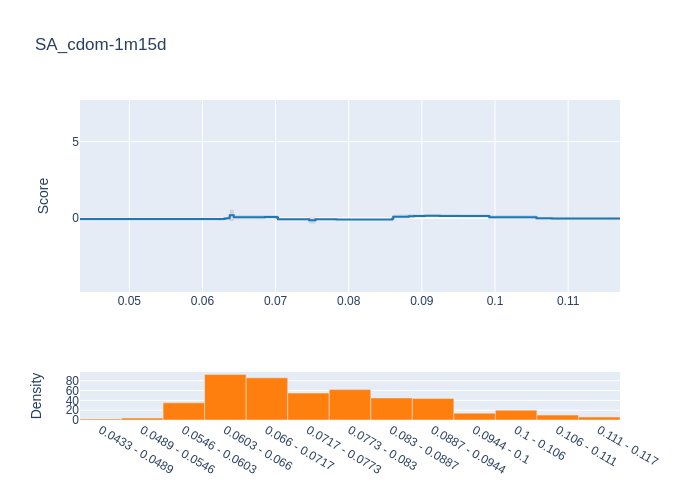 SA_cdom-1m15d
Score
5
0
0.05
0.06
0.07
0.08
0.09
0.1
0.11
Density
80
60
40
20
0
0.0433 - 0.0489
0.0489 - 0.0546
0.0546 - 0.0603
0.0603 - 0.066
0.066 - 0.0717
0.0717 - 0.0773
0.0773 - 0.083
0.083 - 0.0887
0.0887 - 0.0944
0.0944 - 0.1
0.1 - 0.106
0.106 - 0.111
0.111 - 0.117